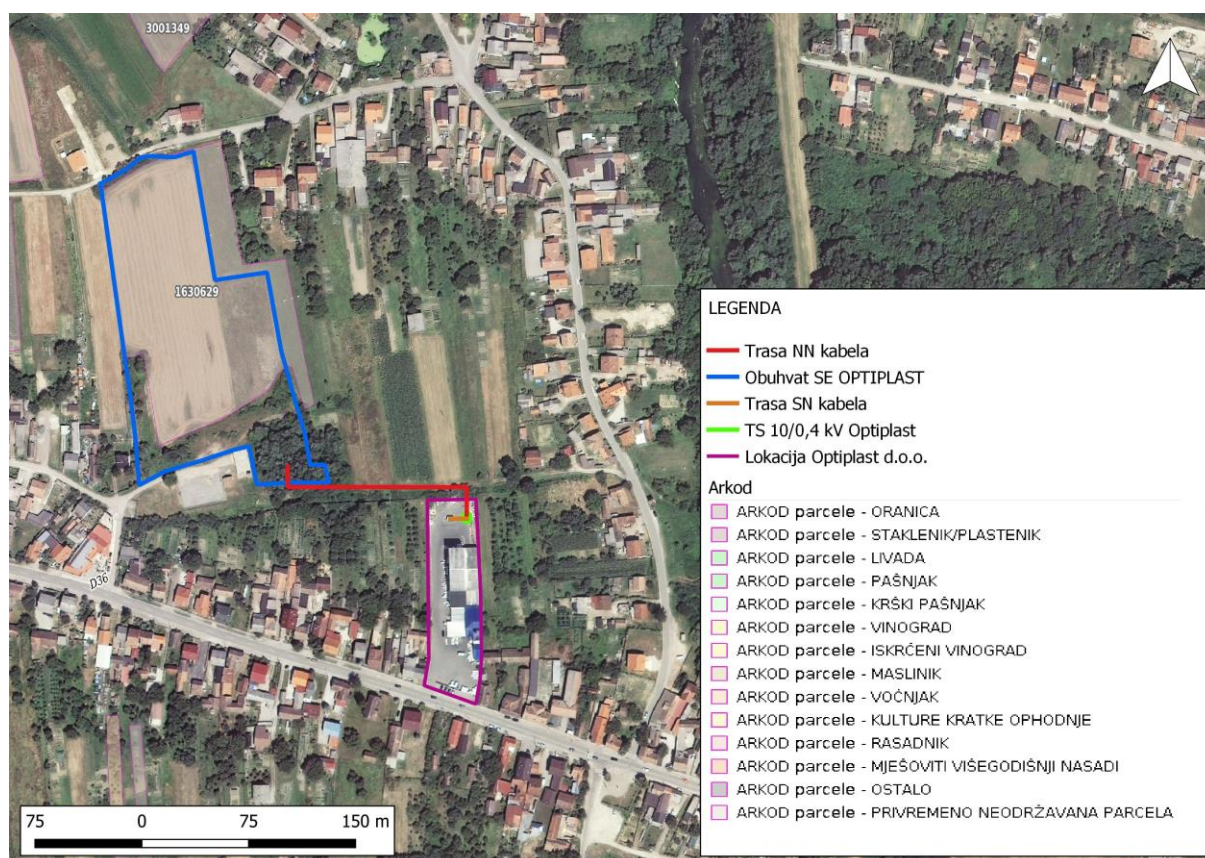 3001349
1630629
D36
LEGENDA
Trasa NN kabela
Obuhvat SE OPTIPLAST
Trasa SN kabela
TS 10/0,4 kV Optiplast
Lokacija Optiplast d.o.o.
Arkod
ARKOD parcele - ORANICA
ARKOD parcele - STAKLENIK/PLASTENIK
ARKOD parcele - LIVADA
ARKOD parcele - PAŠNJAK
ARKOD parcele - KRŠKI PAŠNJAK
ARKOD parcele - VINOGRAD
ARKOD parcele - ISKRČENI VINOGRAD
ARKOD parcele - MASLINIK
ARKOD parcele - VOĆNJAK
ARKOD parcele - KULTURE KRATKE OPHODNJE
ARKOD parcele - RASADNIK
ARKOD parcele - MJEŠOVITI VIŠEGODIŠNJI NASADI
ARKOD parcele - OSTALO
ARKOD parcele - PRIVREMENO NEODRŽAVANA PARCELA
75 0 75 150 m